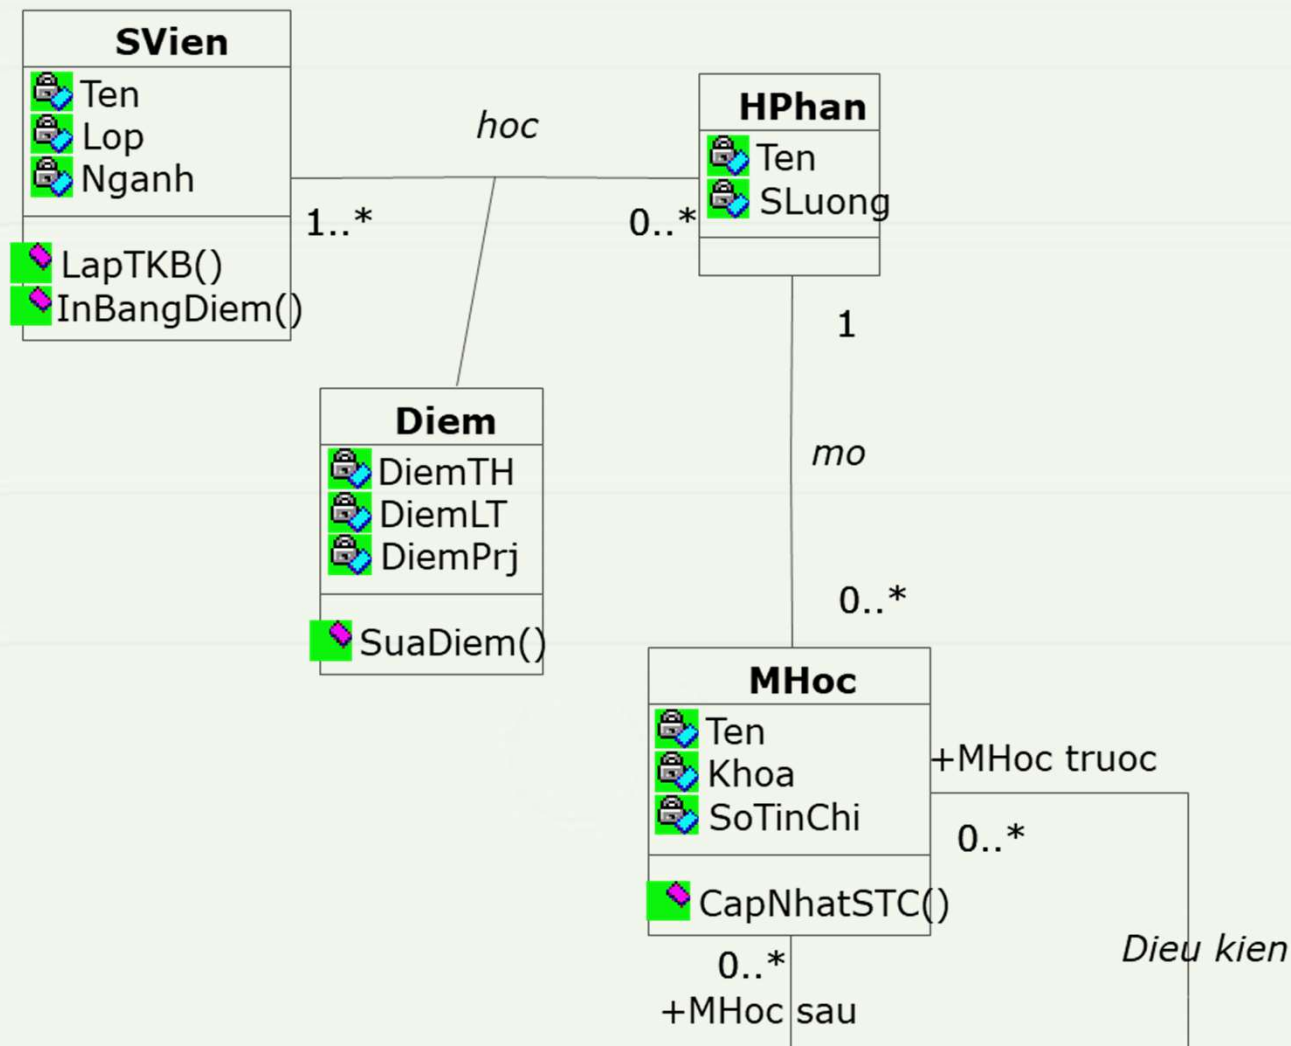 SVien
Ten
Lop
Nganh
LapTKB()
InBangDiem()
hoc
1..*
0..*
HPhan
Ten
SLuong
1
mo
0..*
Diem
DiemTH
DiemLT
DiemPrj
SuaDiem()
MHoc
Ten
Khoa
SoTinChi
CapNhatSTC()
+MHoc truoc
0..*
Dieu kien
0..*
+MHoc sau